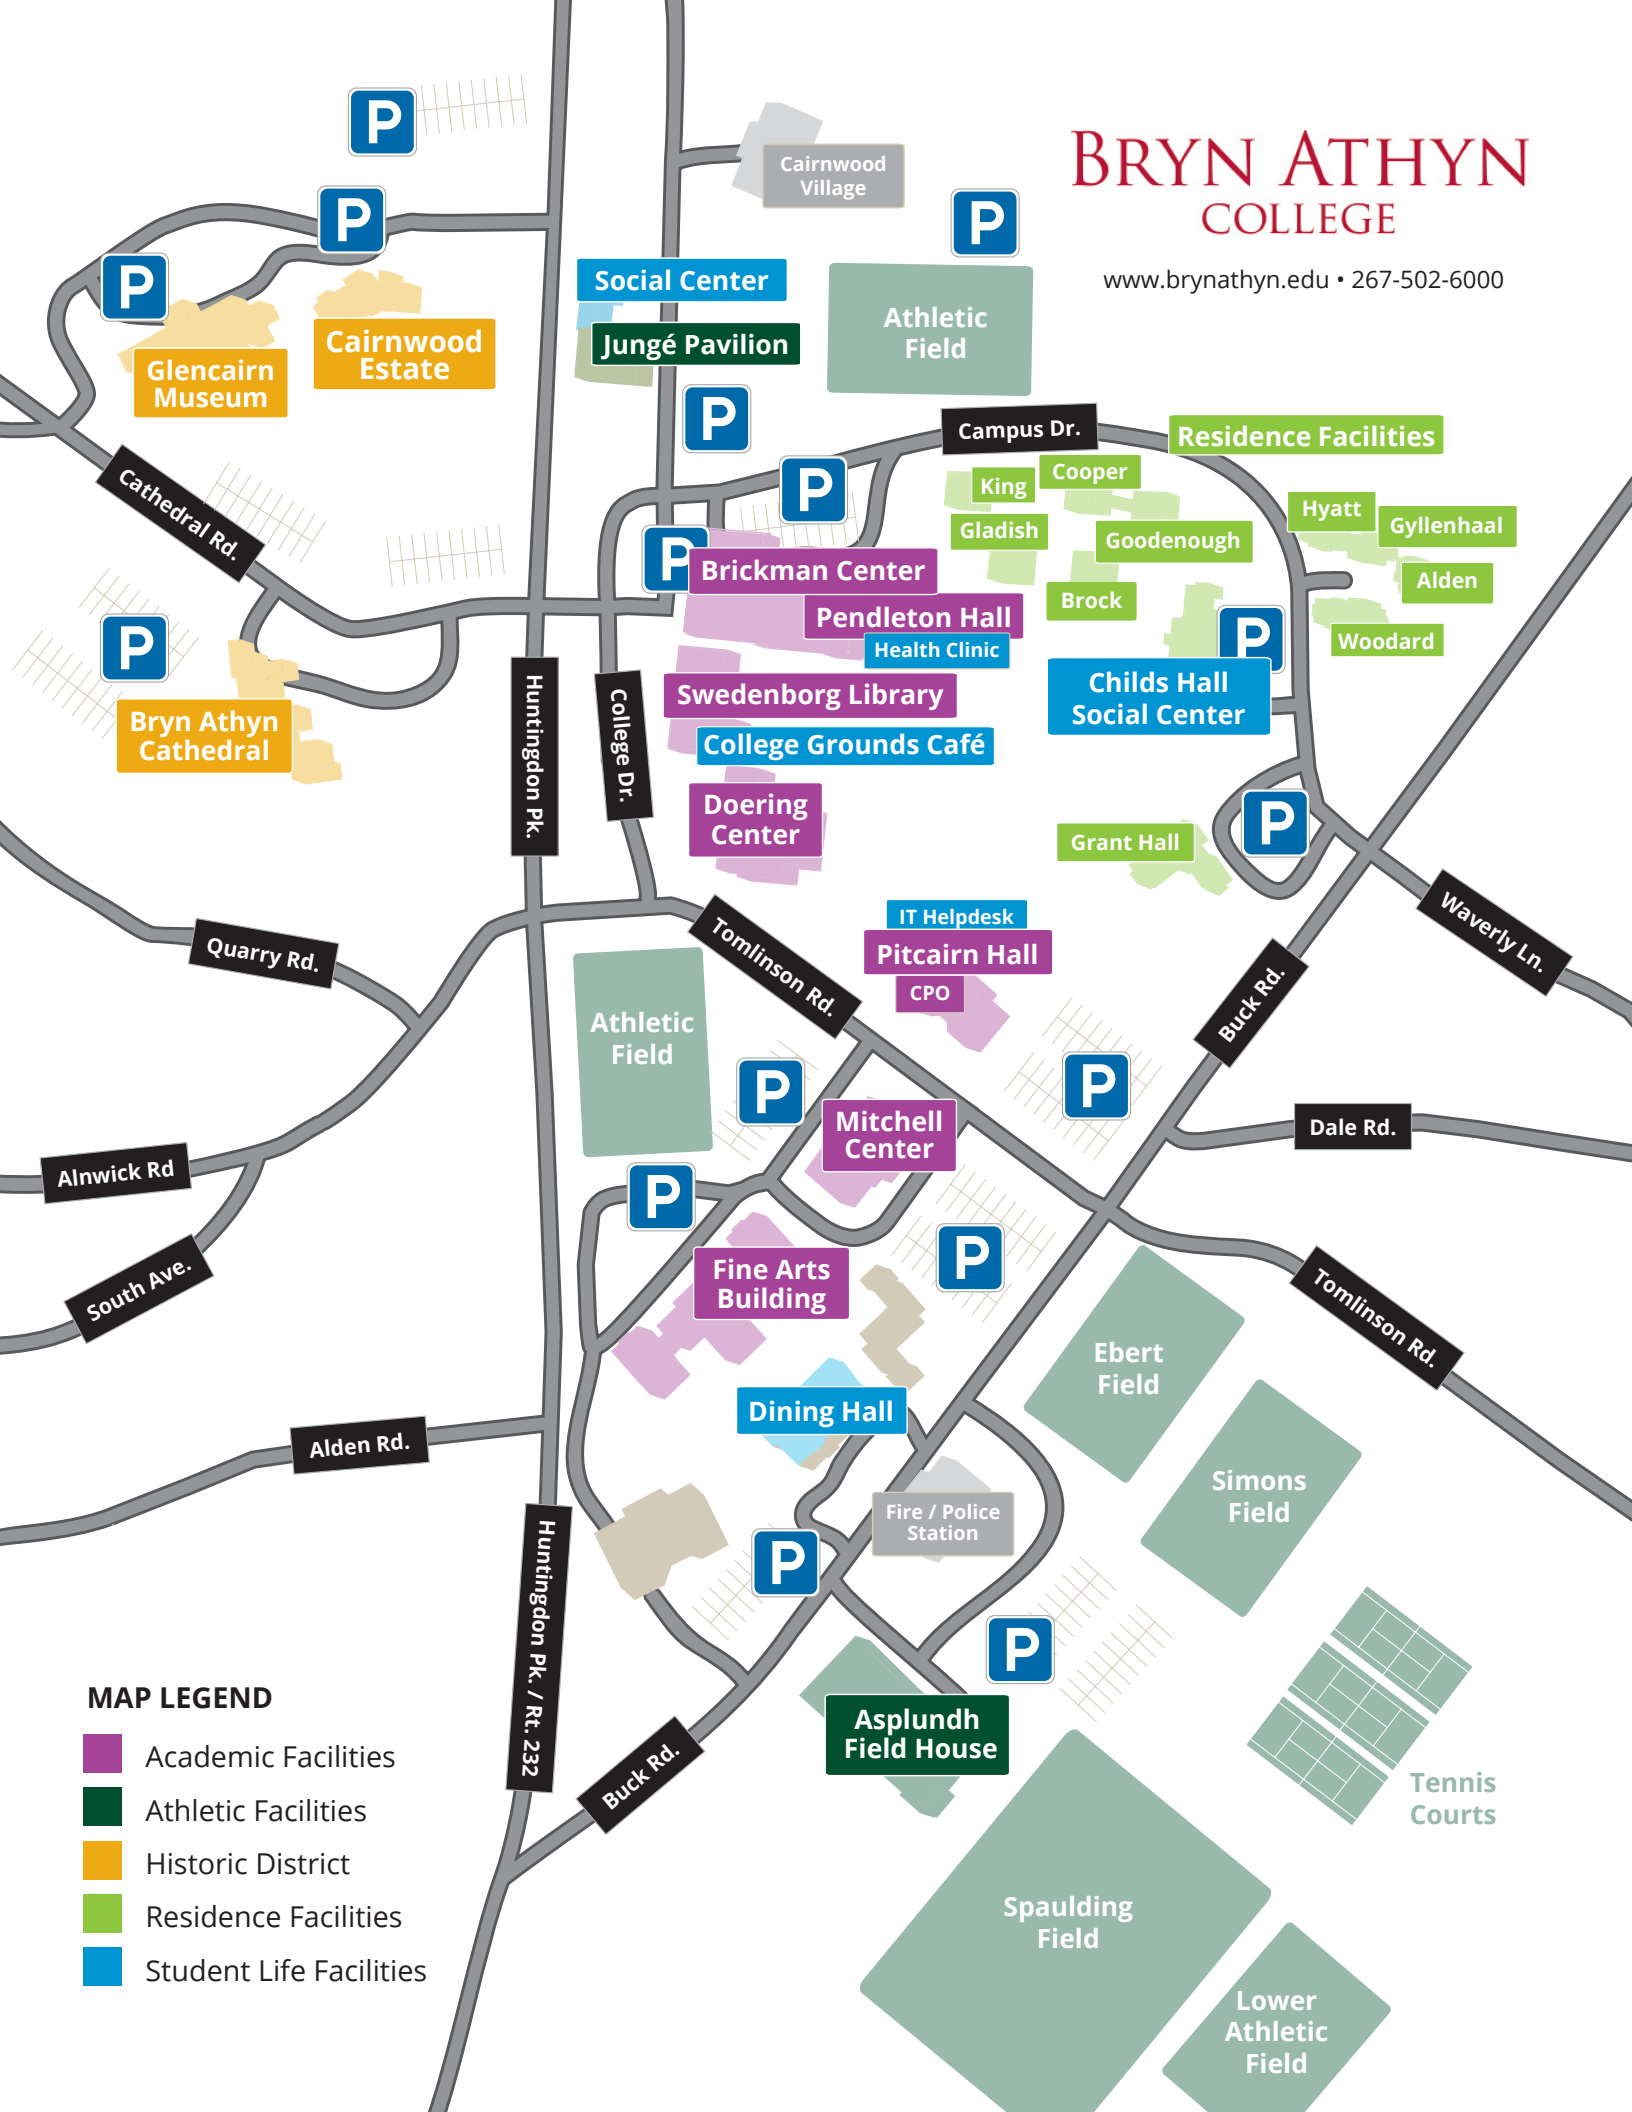 P
BRYN ATHYN
COLLEGE
www.brynathyn.edu • 267-502-6000
Cairnwood
Village
P
P
P
Social Center
Athletic
Field
Jungé Pavilion
Cairnwood
Estate
Glencairn
Museum
P
Campus Dr.
Residence Facilities
King
Cooper
P
Hyatt
Gyllenhaal
Cathedral Rd.
Gladish
Goodenough
P
Brickman Center
Alden
Brock
Pendleton Hall
Health Clinic
P
Woodard
P
Swedenborg Library
Childs Hall
Social Center
Bryn Athyn
Cathedral
Huntingdon Pk.
College Dr.
College Grounds Café
Doering
Center
P
Grant Hall
IT Helpdesk
Pitcairn Hall
CPO
Waverly Ln.
Quarry Rd.
Tomlinson Rd.
Buck Rd.
Athletic
Field
P
P
Mitchell
Center
Dale Rd.
Alnwick Rd
P
South Ave.
P
Fine Arts
Building
Tomlinson Rd.
Ebert
Field
Dining Hall
Alden Rd.
Simons
Field
Fire / Police
Station
P
Huntingdon Pk. / Rt. 232
P
Asplundh
Field House
Buck Rd.
Tennis
Courts
MAP LEGEND
Academic Facilities
Athletic Facilities
Historic District
Residence Facilities
Student Life Facilities
Spaulding
Field
Lower
Athletic
Field